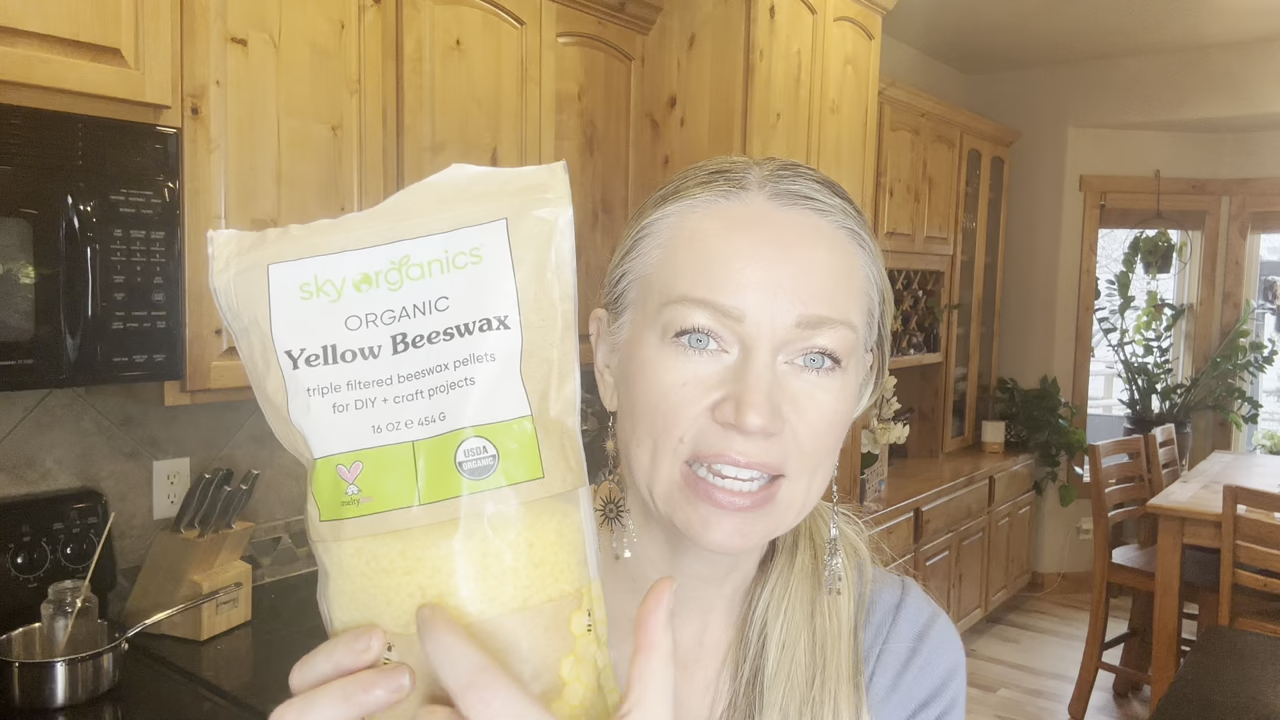 sky organics
ORGANIC
Yellow Beeswax
triple filtered beeswax pellets
for DIY + craft projects
16 OZ ℮ 454 G
USDA
ORGANIC